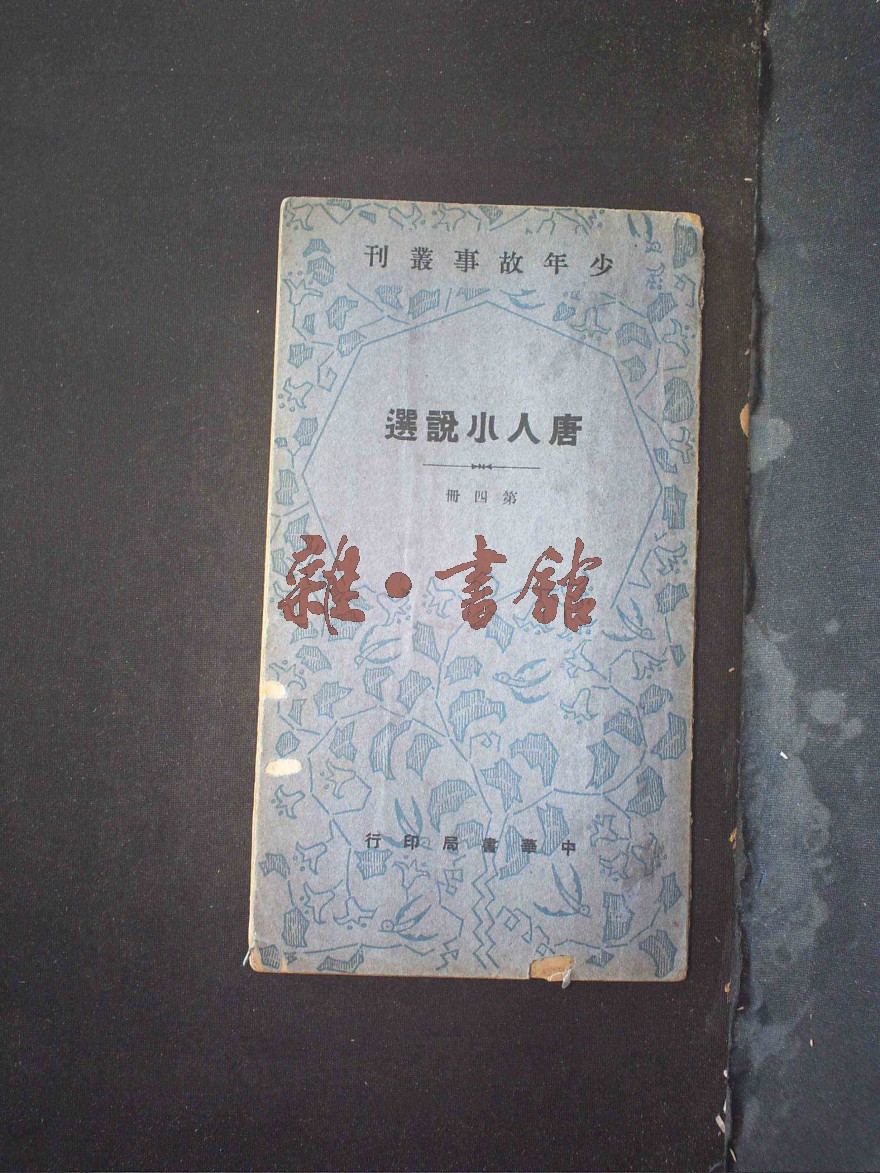 少年故事叢刊
唐人小說選
第四冊
雜·書館
中華書局印行